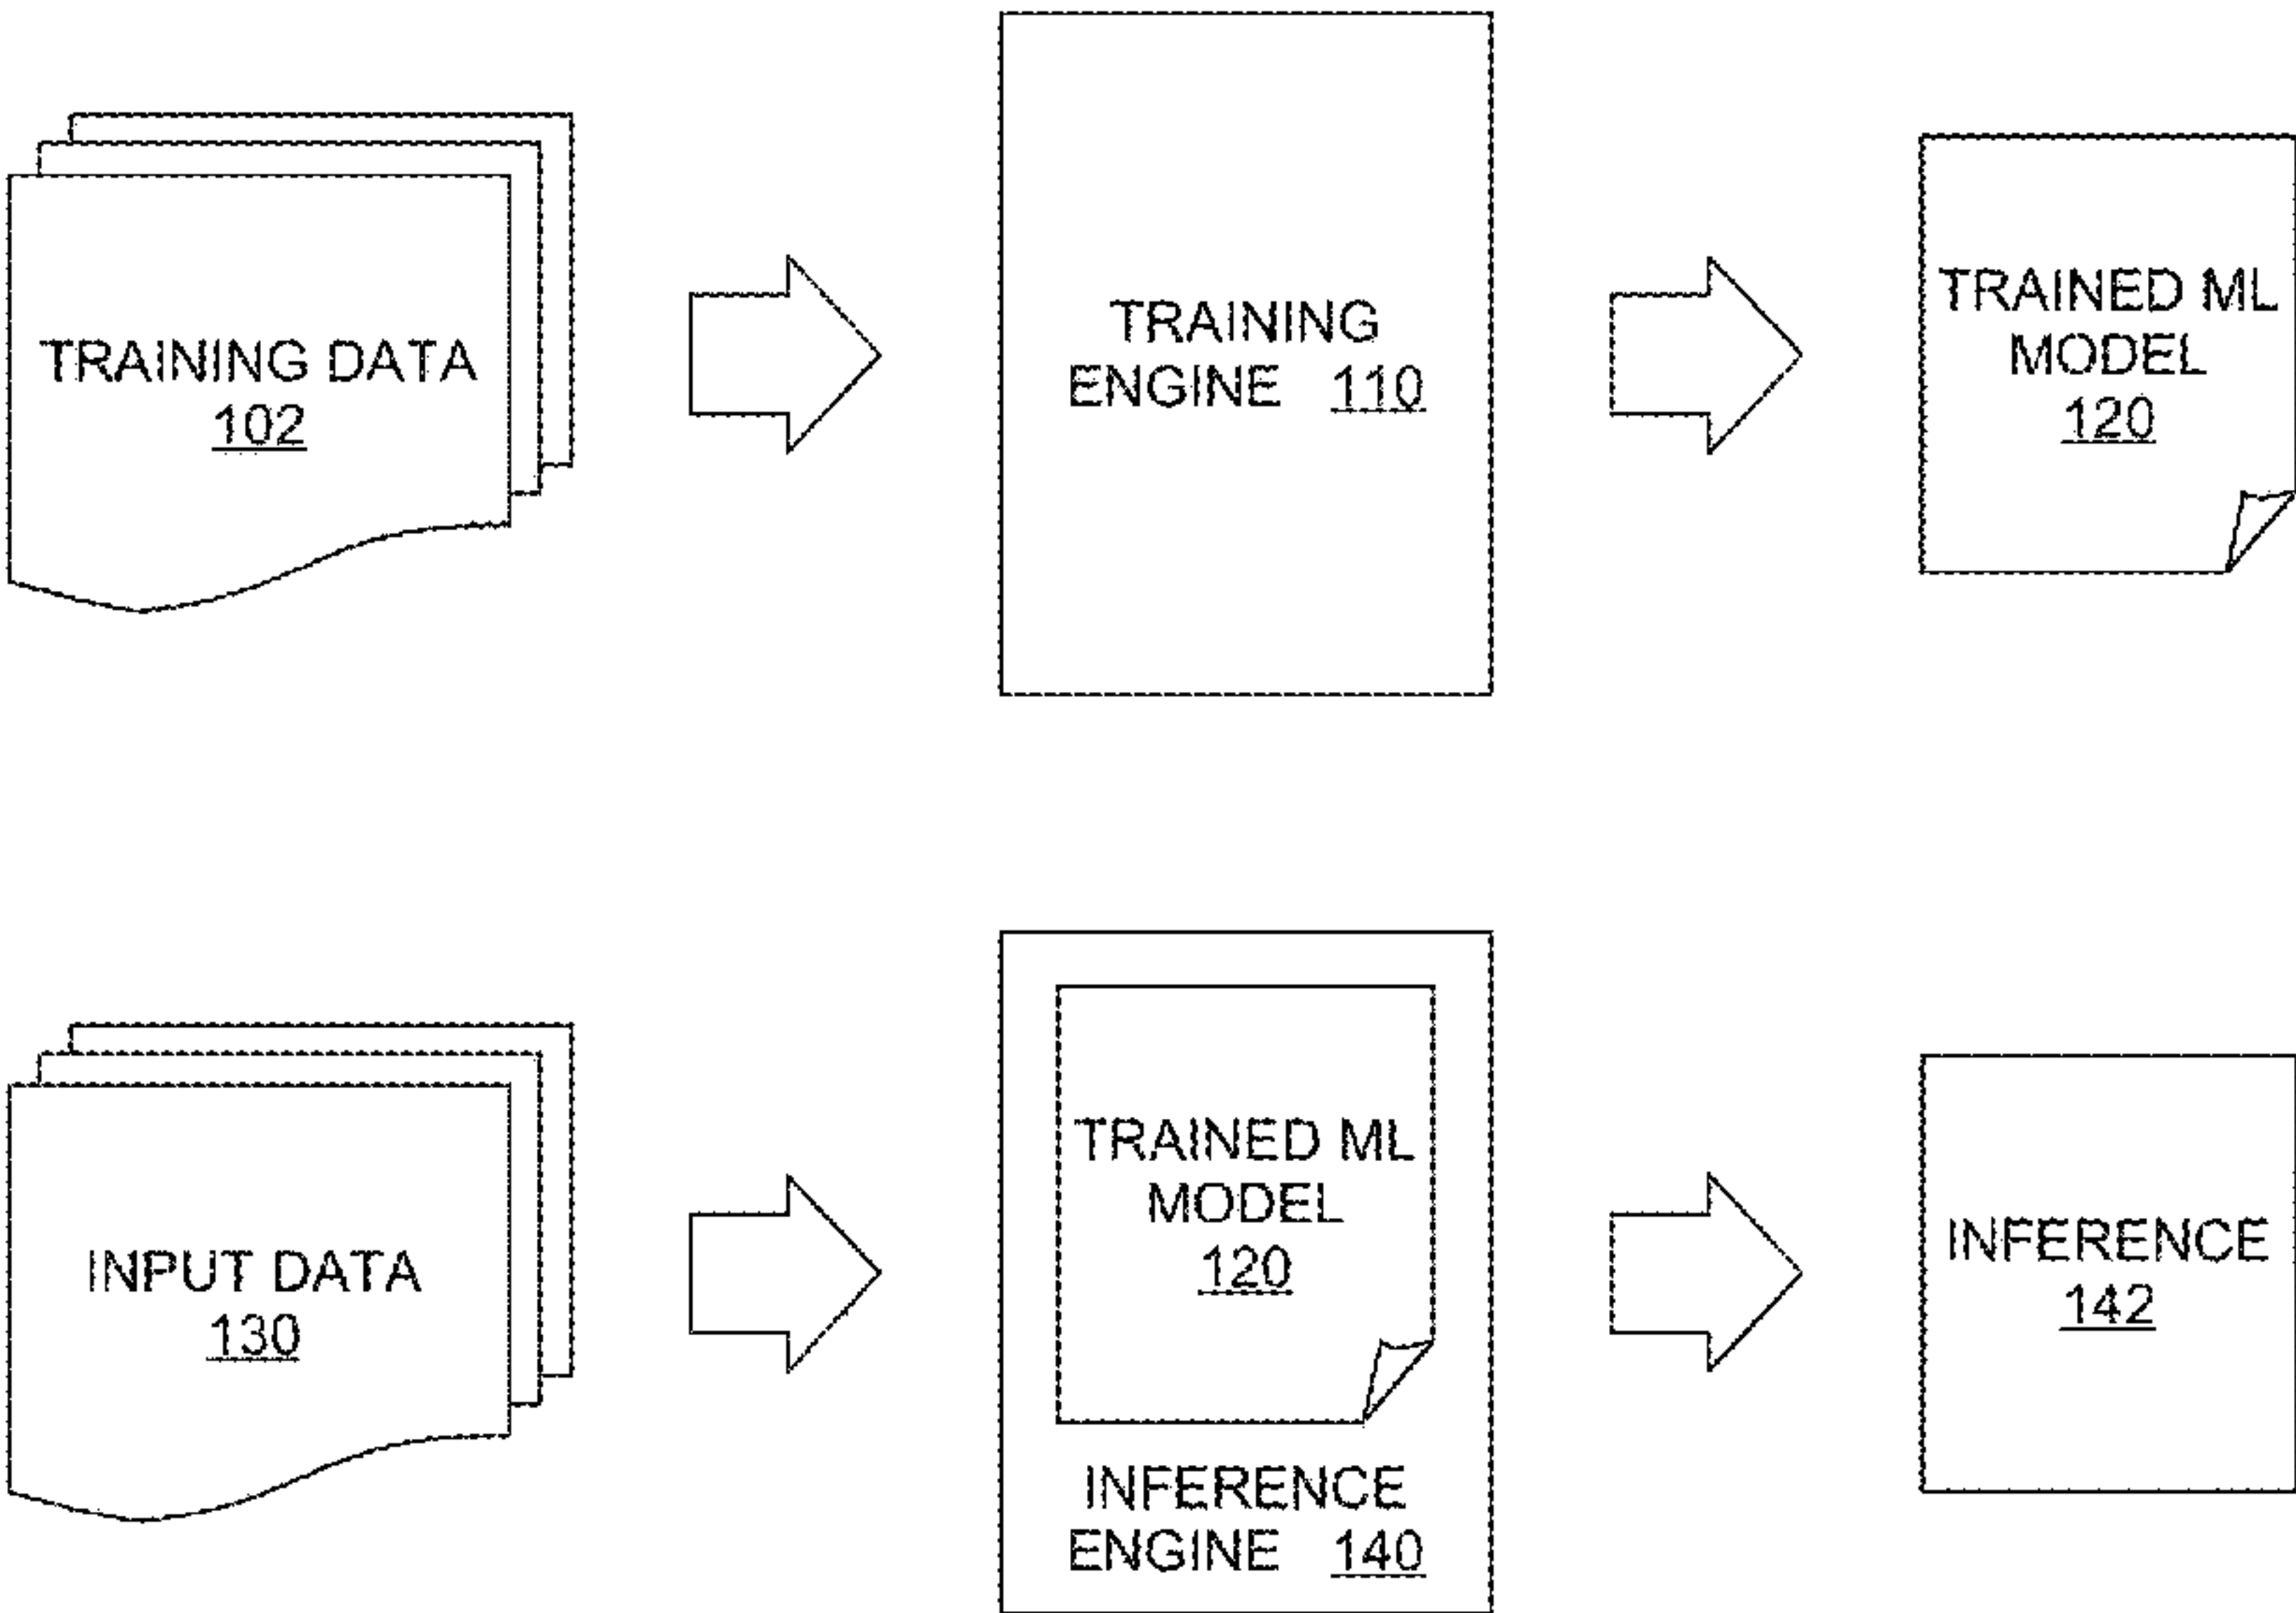 TRAINING DATA
102
TRAINING
ENGINE 110
TRAINED ML
MODEL
120
INPUT DATA
130
TRAINED ML
MODEL
120
INFERENCE
ENGINE 140
INFERENCE
142